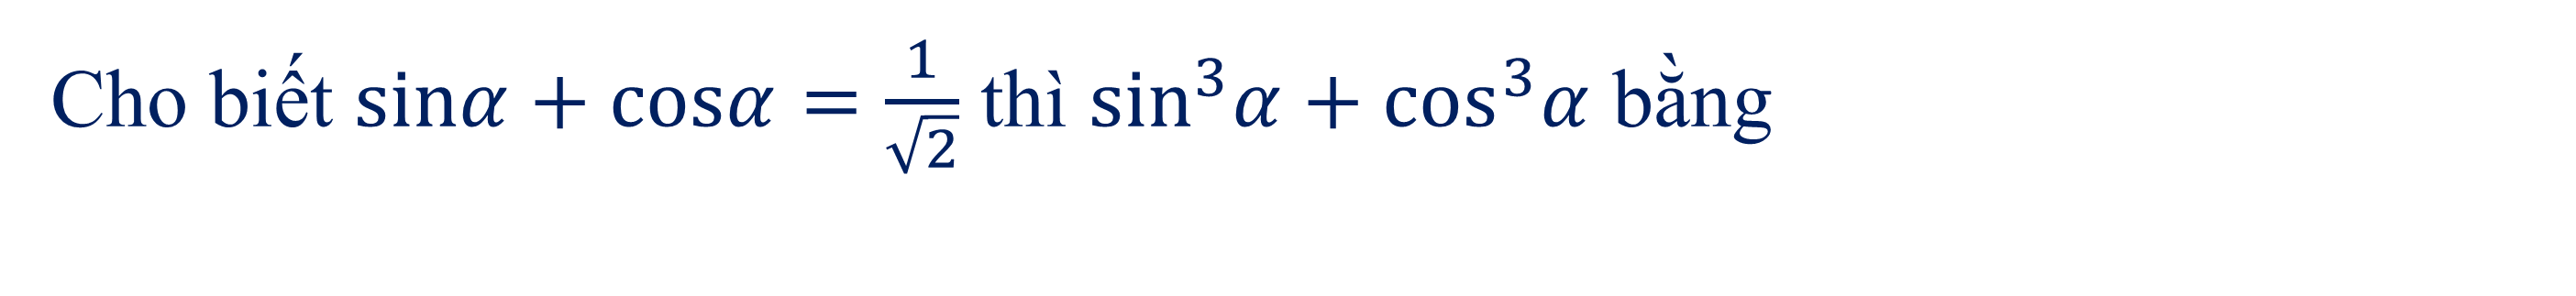 Cho biết sinα + cosα = 1/√2 thì sin³α + cos³α bằng